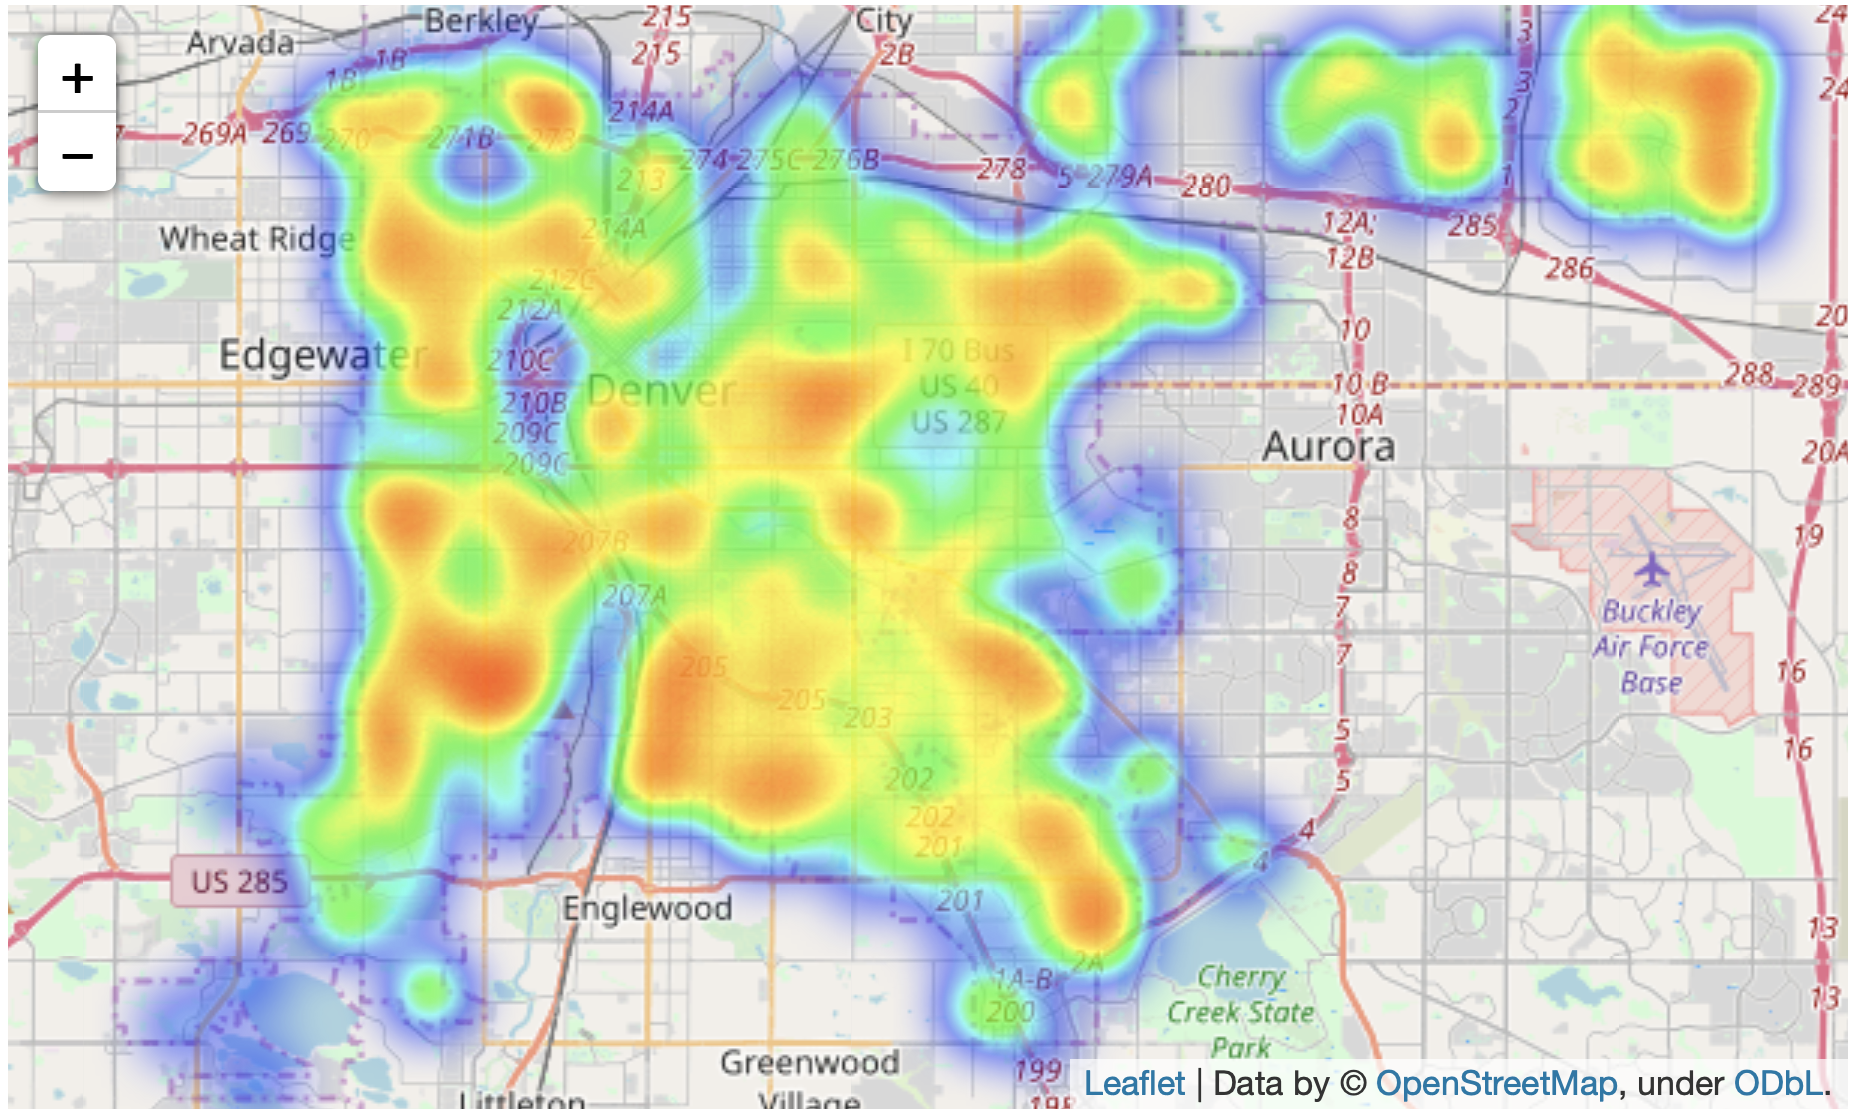 Berkley
215
City
24
Arvada
215
2B
3
+
1B
1B
3
24
214A
2
7
269A
269
270
271B
273
274
275C
276B
278
5
279A
280
1
−
213
214A
12A;
285
Wheat Ridge
12B
286
212C
212A
10
20
Edgewater
210C
I 70 Bus
US 40
US 287
Denver
10 B
288
289
210B
10A
209C
Aurora
20A
209C
8
207B
19
8
207A
7
Buckley
Air Force
Base
205
7
16
205
203
5
16
202
5
202-
201
4
4
US 285
201
Englewood
13
2A
1A-B-
200
Cherry
Creek State
Park
13
Greenwood
Village
199
Littleton
Leaflet | Data by © OpenStreetMap, under ODbL.